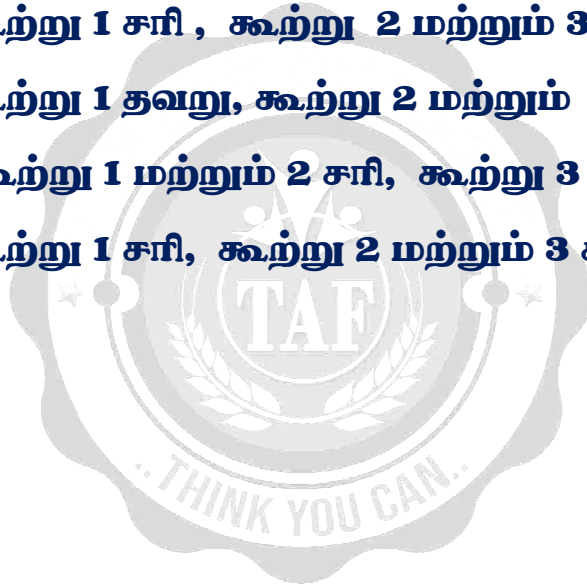 கூற்று 1 சரி , கூற்று 2 மற்றும் 3
கூற்று 1 தவறு, கூற்று 2 மற்றும்
கூற்று 1 மற்றும் 2 சரி, கூற்று 3
கூற்று 1 சரி, கூற்று 2 மற்றும் 3
TAF
..THINK YOU CAN..